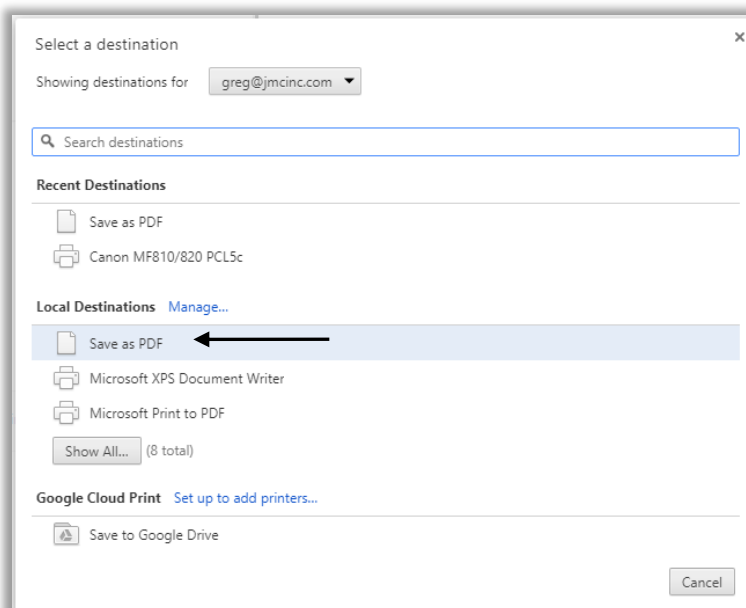 Select a destination
×
Showing destinations for greg@jmcinc.com
Search destinations
Recent Destinations
Save as PDF
Canon MF810/820 PCL5c
Local Destinations Manage...
Save as PDF
Microsoft XPS Document Writer
Microsoft Print to PDF
Show All... (8 total)
Google Cloud Print Set up to add printers...
Save to Google Drive
Cancel